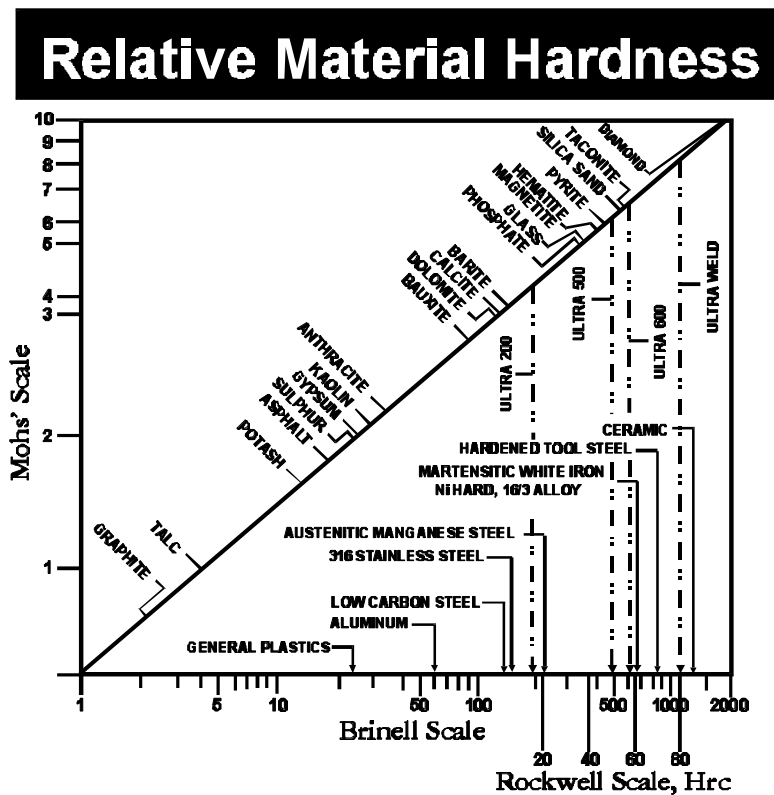 Relative Material Hardness
Mohs' Scale
10
9
8
7
6
5
4
3
2
1
DIAMOND
TACONITE
SILICA SAND
PYRITE
HEMATITE
MAGNETITE
GLASS
PHOSPHATE
BARITE
CALCITE
DOLOMITE
BAUXITE
ANTHRACITE
KAOLIN
GYPSUM
SULPHUR
ASPHALT
POTASH
TALC
GRAPHITE
ULTRA 200
ULTRA 500
ULTRA 600
ULTRA WELD
CERAMIC
HARDENED TOOL STEEL
MARTENSITIC WHITE IRON
NiHARD, 16/3 ALLOY
AUSTENITIC MANGANESE STEEL
316 STAINLESS STEEL
LOW CARBON STEEL
ALUMINUM
GENERAL PLASTICS
1 5 10 50 100 500 1000 2000
Brinell Scale
20 40 60 80
Rockwell Scale, Hrc